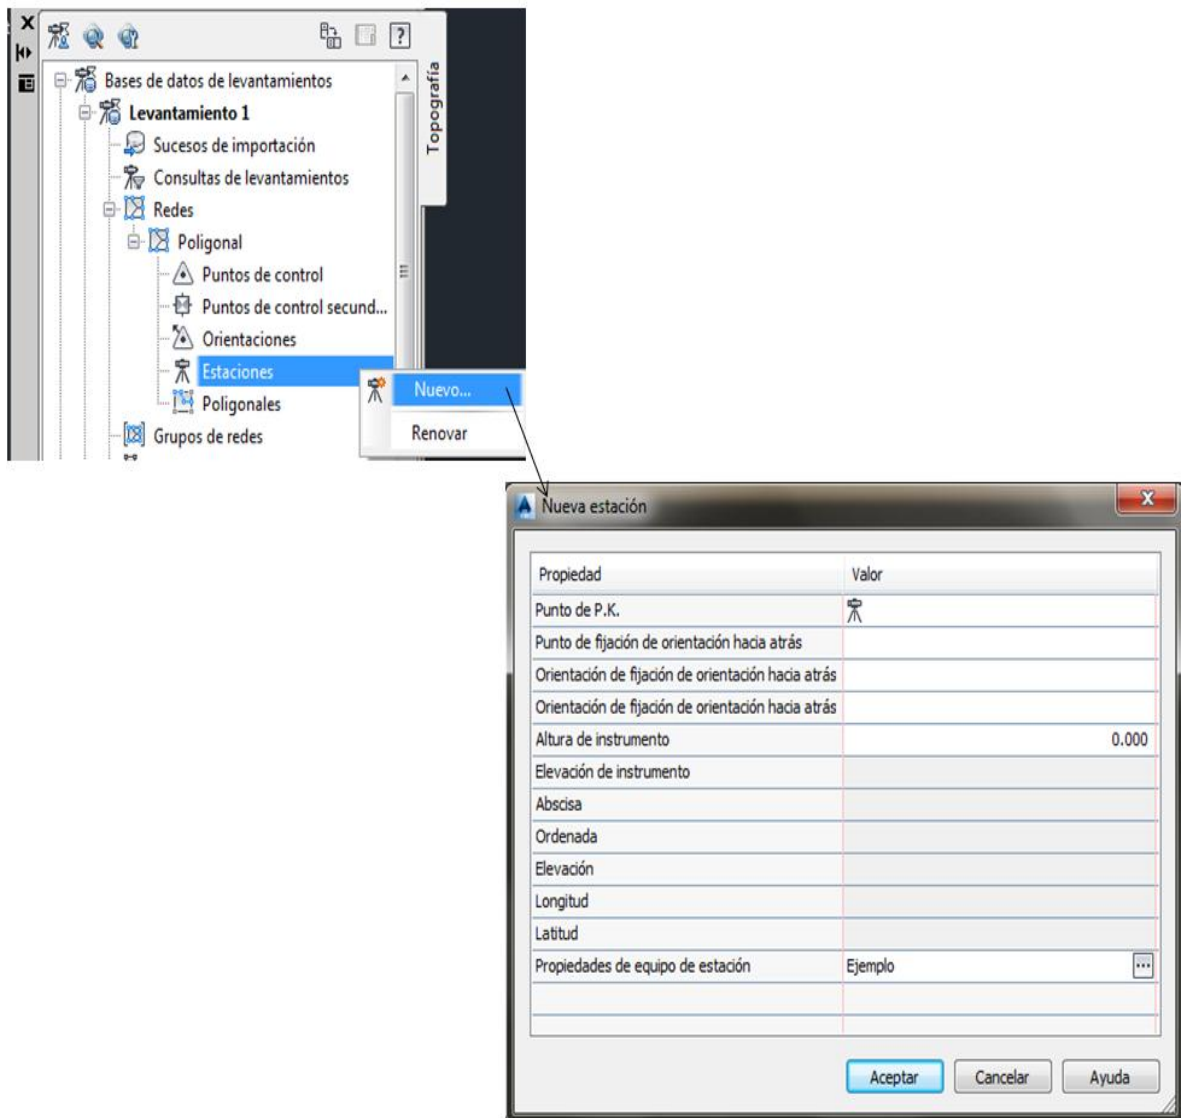 Topografía
Bases de datos de levantamientos
Levantamiento 1
Sucesos de importación
Consultas de levantamientos
Redes
Poligonal
Puntos de control
Puntos de control secund...
Orientaciones
Estaciones
Poligonales
Grupos de redes
Nuevo...
Renovar
Nueva estación
Propiedad Valor
Punto de P.K.
Punto de fijación de orientación hacia atrás
Orientación de fijación de orientación hacia atrás
Orientación de fijación de orientación hacia atrás
Altura de instrumento 0.000
Elevación de instrumento
Abscisa
Ordenada
Elevación
Longitud
Latitud
Propiedades de equipo de estación Ejemplo ...
Aceptar Cancelar Ayuda